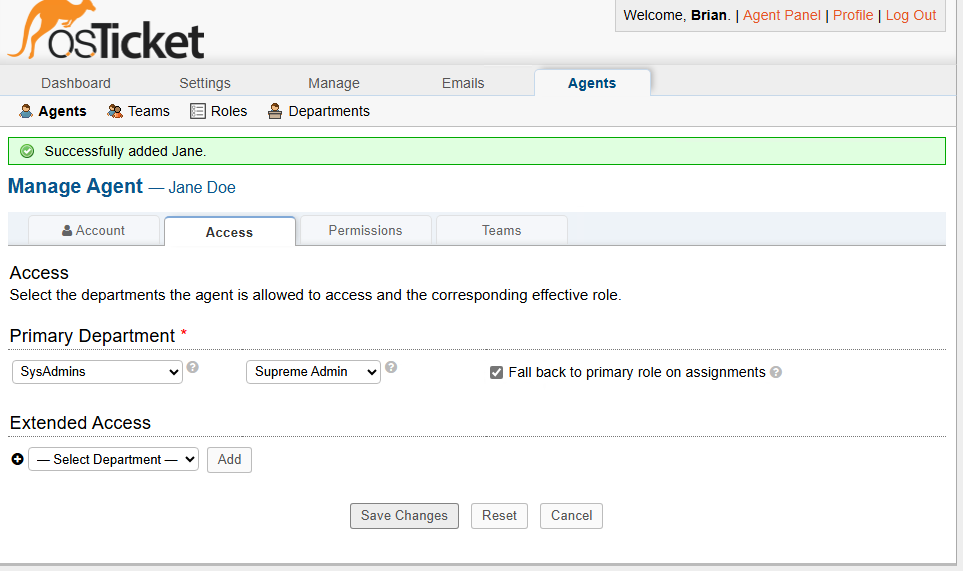 osTicket
Welcome, Brian. | Agent Panel | Profile | Log Out
Dashboard Settings Manage Emails Agents
Agents Teams Roles Departments
Successfully added Jane.
Manage Agent — Jane Doe
Account Access Permissions Teams
Access
Select the departments the agent is allowed to access and the corresponding effective role.
Primary Department *
SysAdmins ? Supreme Admin ? Fall back to primary role on assignments ?
Extended Access
— Select Department — Add
Save Changes Reset Cancel